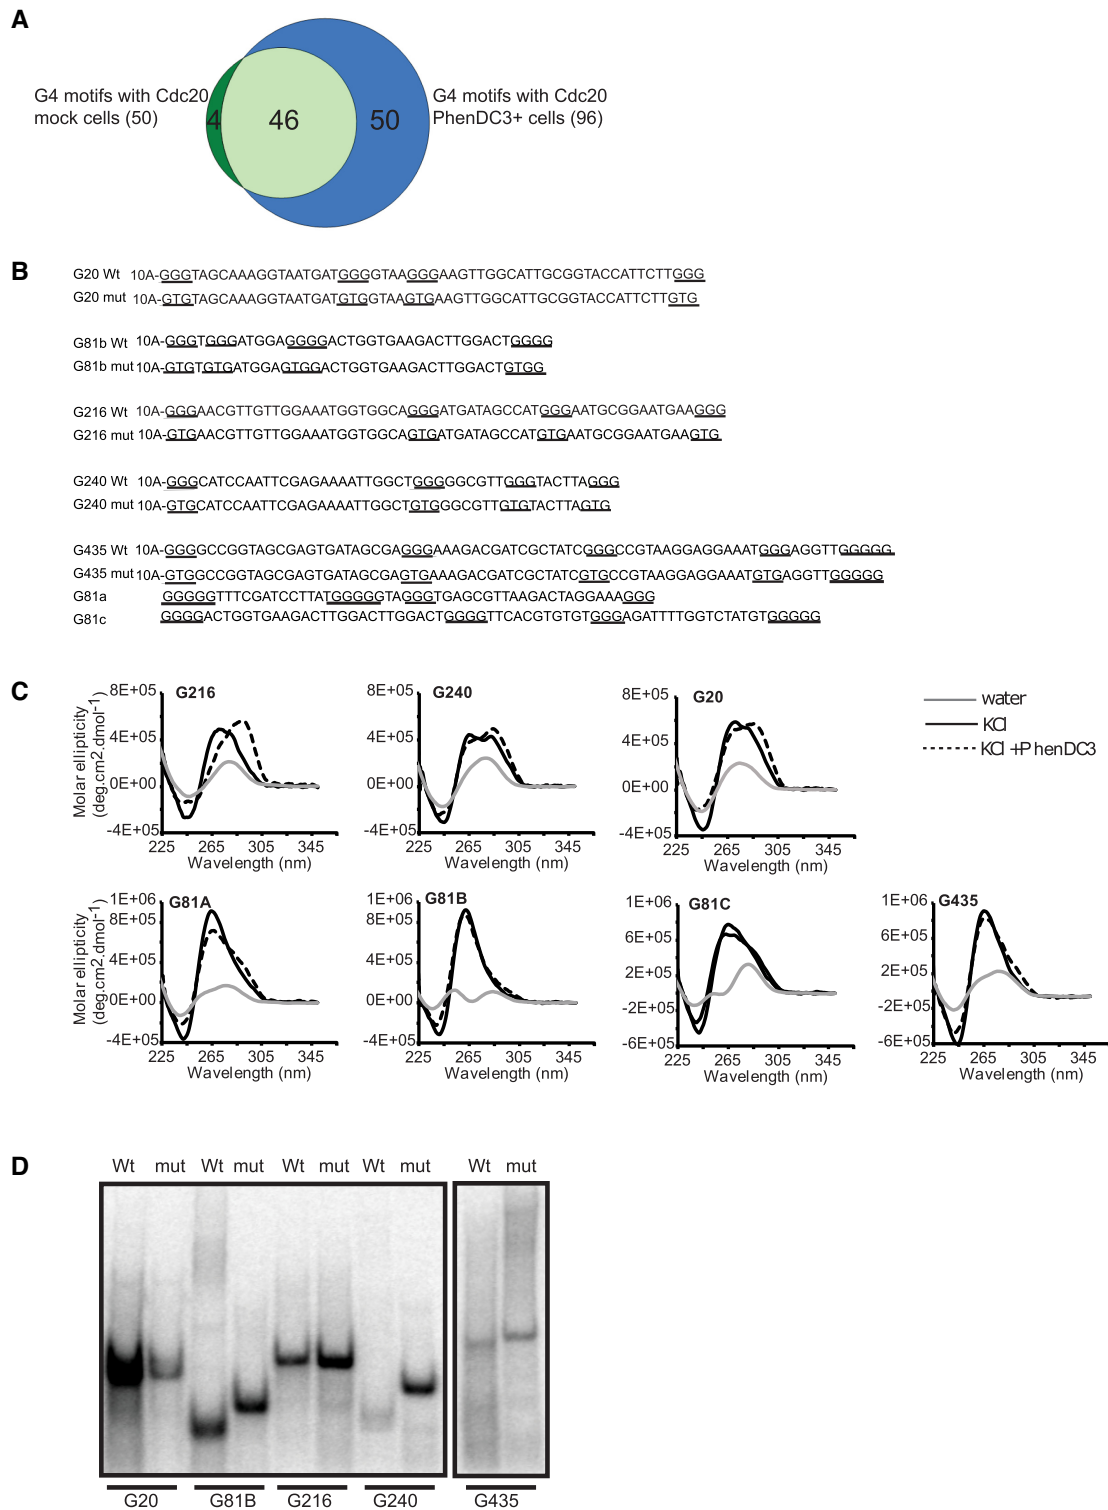 A
G4 motifs with Cdc20
mock cells (50)
4
46
50
G4 motifs with Cdc20
PhenDC3+ cells (96)
B
G20 Wt 10A-GGGTAGCAAAGGTAATGATGGGGTAAGGGAAGTTGGCATTGCGGTACCATTCTTGGG
G20 mut 10A-GTGTAGCAAAGGTAATGATGTGGTAAGTGAAGTTGGCATTGCGGTACCATTCTTGTG
G81b Wt 10A-GGGTGGGATGGAGGGGACTGGTGAAGACTTGGACTGGGG
G81b mut 10A-GTGTGTGATGGAGTGGACTGGTGAAGACTTGGACTGTGG
G216 Wt 10A-GGGAACGTTGTTGGAAATGGTGGCAGGGATGATAGCCATGGGAATGCGGAATGAAGGG
G216 mut 10A-GTGAACGTTGTTGGAAATGGTGGCAGTGATGATAGCCATGTGAATGCGGAATGAAGTG
G240 Wt 10A-GGGCATCCAATTCGAGAAAATTGGCTGGGGGCGTTGGGTACTTAGGG
G240 mut 10A-GTGCATCCAATTCGAGAAAATTGGCTGTGGGCGTTGTGTACTTAGTG
G435 Wt 10A-GGGGCCGGTAGCGAGTGATAGCGAGGGAAAGACGATCGCTATCGGGCCGTAAGGAGGAAATGGGAGGTTGGGGG
G435 mut 10A-GTGGCCGGTAGCGAGTGATAGCGAGTGAAAGACGATCGCTATCGTGCCGTAAGGAGGAAATGTGAGGTTGGGGG
G81a GGGGGTTTCGATCCTTATGGGGGTAGGGTGAGCGTTAAGACTAGGAAAGGG
G81c GGGGACTGGTGAAGACTTGGACTTGGACTGGGGTTCACGTGTGTGGGAGATTTTGGTCTATGTGGGGG
C
G216
Molar ellipticity
(deg.cm2.dmol-1)
8E+05
4E+05
0E+00
-4E+05
225 265 305 345
Wavelength (nm)
G240
8E+05
4E+05
0E+00
-4E+05
225 265 305 345
Wavelength (nm)
G20
8E+05
4E+05
0E+00
-4E+05
225 265 305 345
Wavelength (nm)
water
KCl
KCl +PhenDC3
G81A
Molar ellipticity
(deg.cm2.dmol-1)
1E+06
8E+05
4E+05
0E+00
-4E+05
225 265 305 345
Wavelength (nm)
G81B
1E+06
8E+05
4E+05
0E+00
-4E+05
225 265 305 345
Wavelength (nm)
G81C
1E+06
6E+05
2E+05
-2E+05
-6E+05
225 265 305 345
Wavelength (nm)
G435
1E+06
6E+05
2E+05
-2E+05
-6E+05
225 265 305 345
Wavelength (nm)
D
Wt mut Wt mut Wt mut Wt mut Wt mut
G20 G81B G216 G240 G435